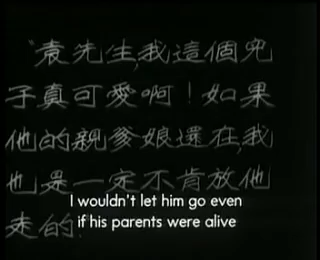 袁先生,我這個兒
子真可愛啊！如果
他的親爹娘還在,我
也是一定不肯放他
走的.
I wouldn't let him go even
if his parents were alive